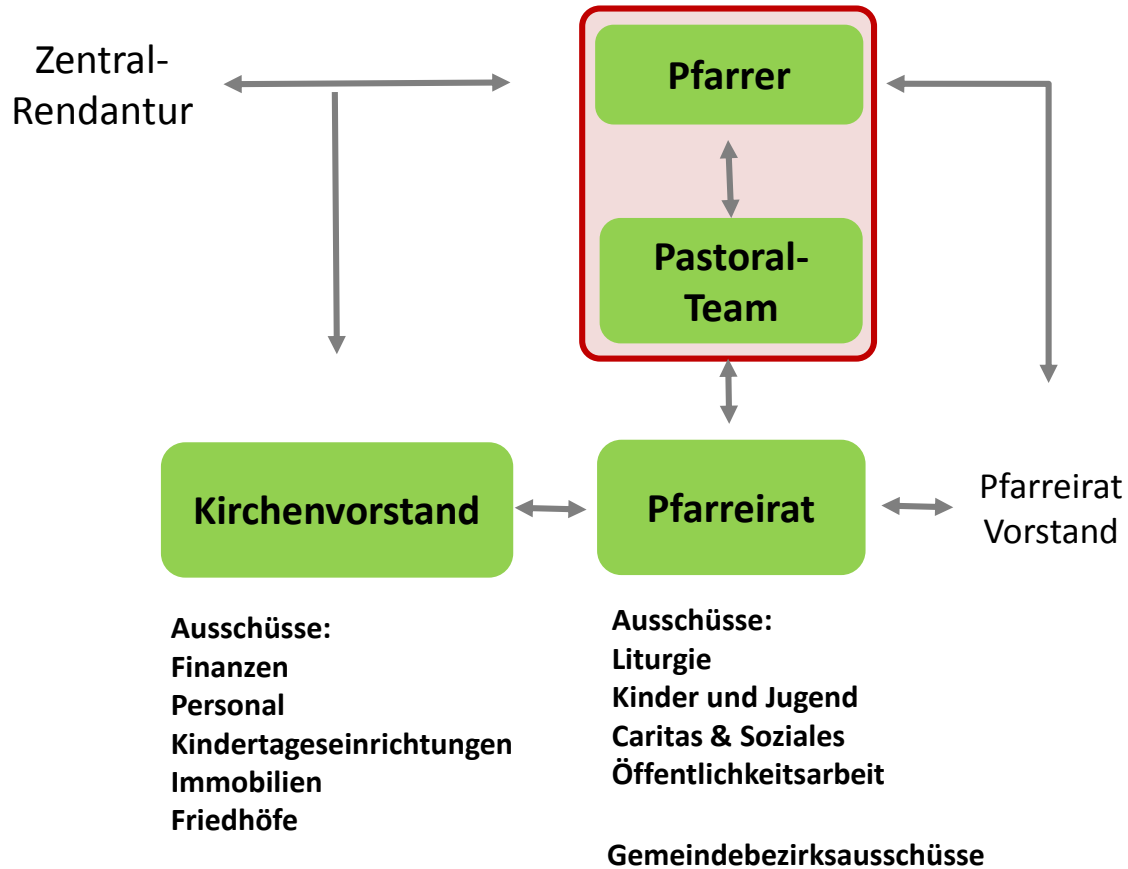 Zentral-
Rendantur
Pfarrer
Pastoral-
Team
Kirchenvorstand
Pfarreirat
Pfarreirat
Vorstand
Ausschüsse:
Finanzen
Personal
Kindertageseinrichtungen
Immobilien
Friedhöfe
Ausschüsse:
Liturgie
Kinder und Jugend
Caritas & Soziales
Öffentlichkeitsarbeit
Gemeindebezirksausschüsse